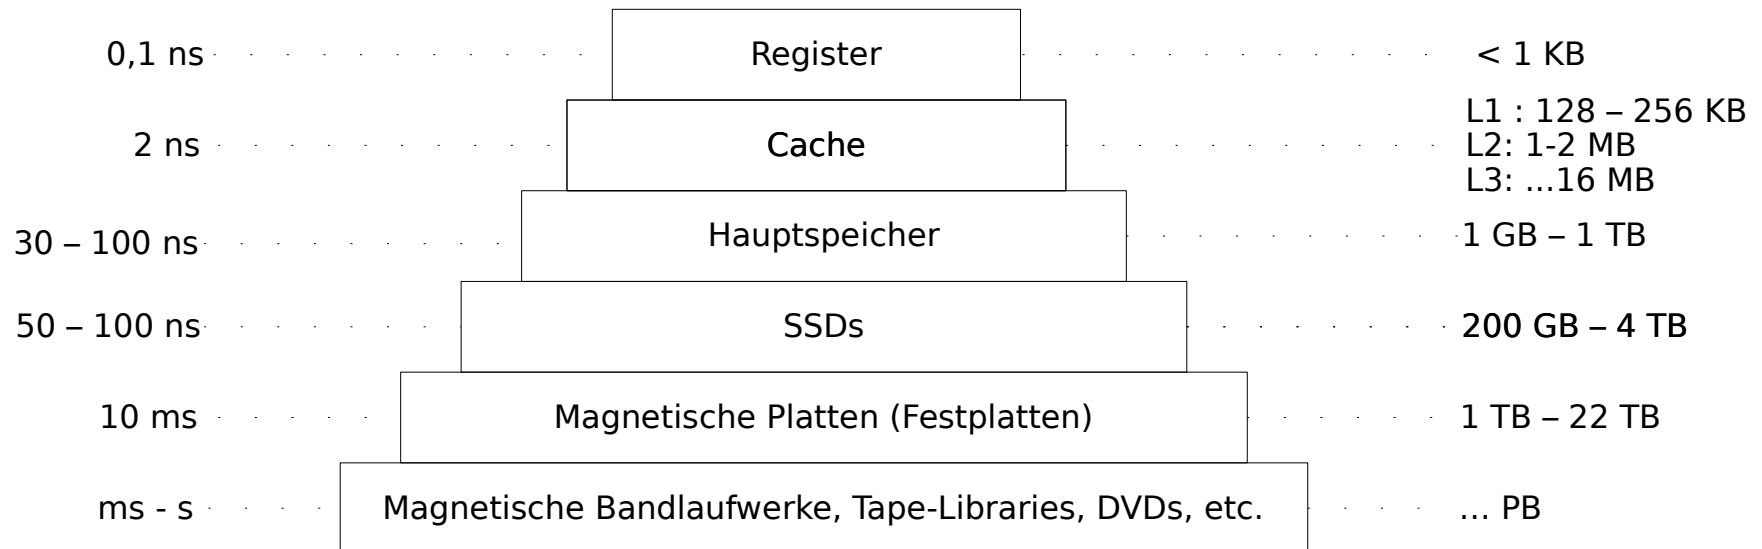 0,1 ns Register < 1 KB
2 ns Cache L1 : 128 – 256 KB
L2: 1-2 MB
L3: ...16 MB
30 – 100 ns Hauptspeicher 1 GB – 1 TB
50 – 100 ns SSDs 200 GB – 4 TB
10 ms Magnetische Platten (Festplatten) 1 TB – 22 TB
ms - s Magnetische Bandlaufwerke, Tape-Libraries, DVDs, etc. ... PB